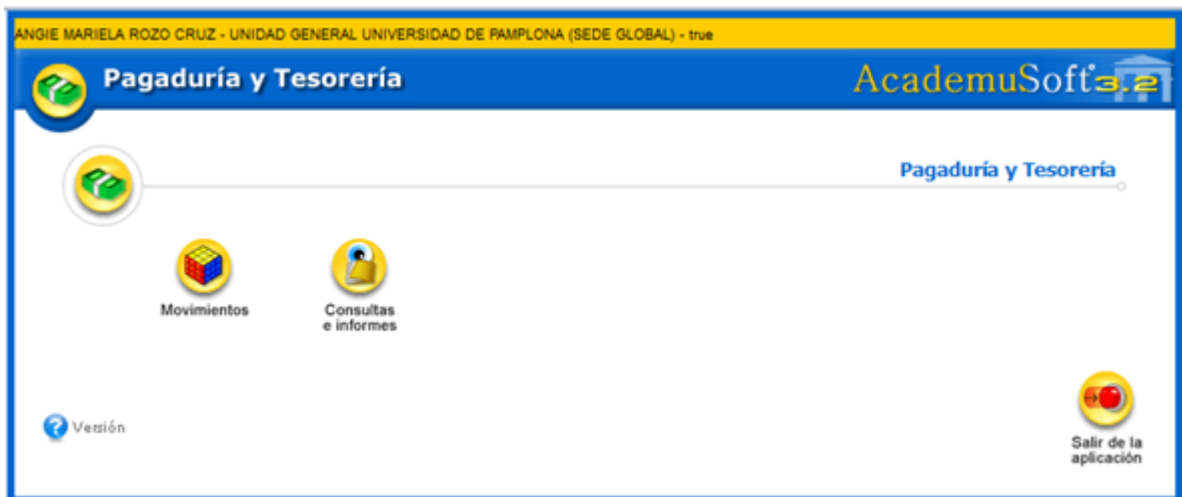 ANGIE MARIELA ROZO CRUZ - UNIDAD GENERAL UNIVERSIDAD DE PAMPLONA (SEDE GLOBAL) - true
Pagaduría y Tesorería
AcademuSoft 3.2
Pagaduría y Tesorería
Movimientos
Consultas
e informes
Versión
Salir de la
aplicación